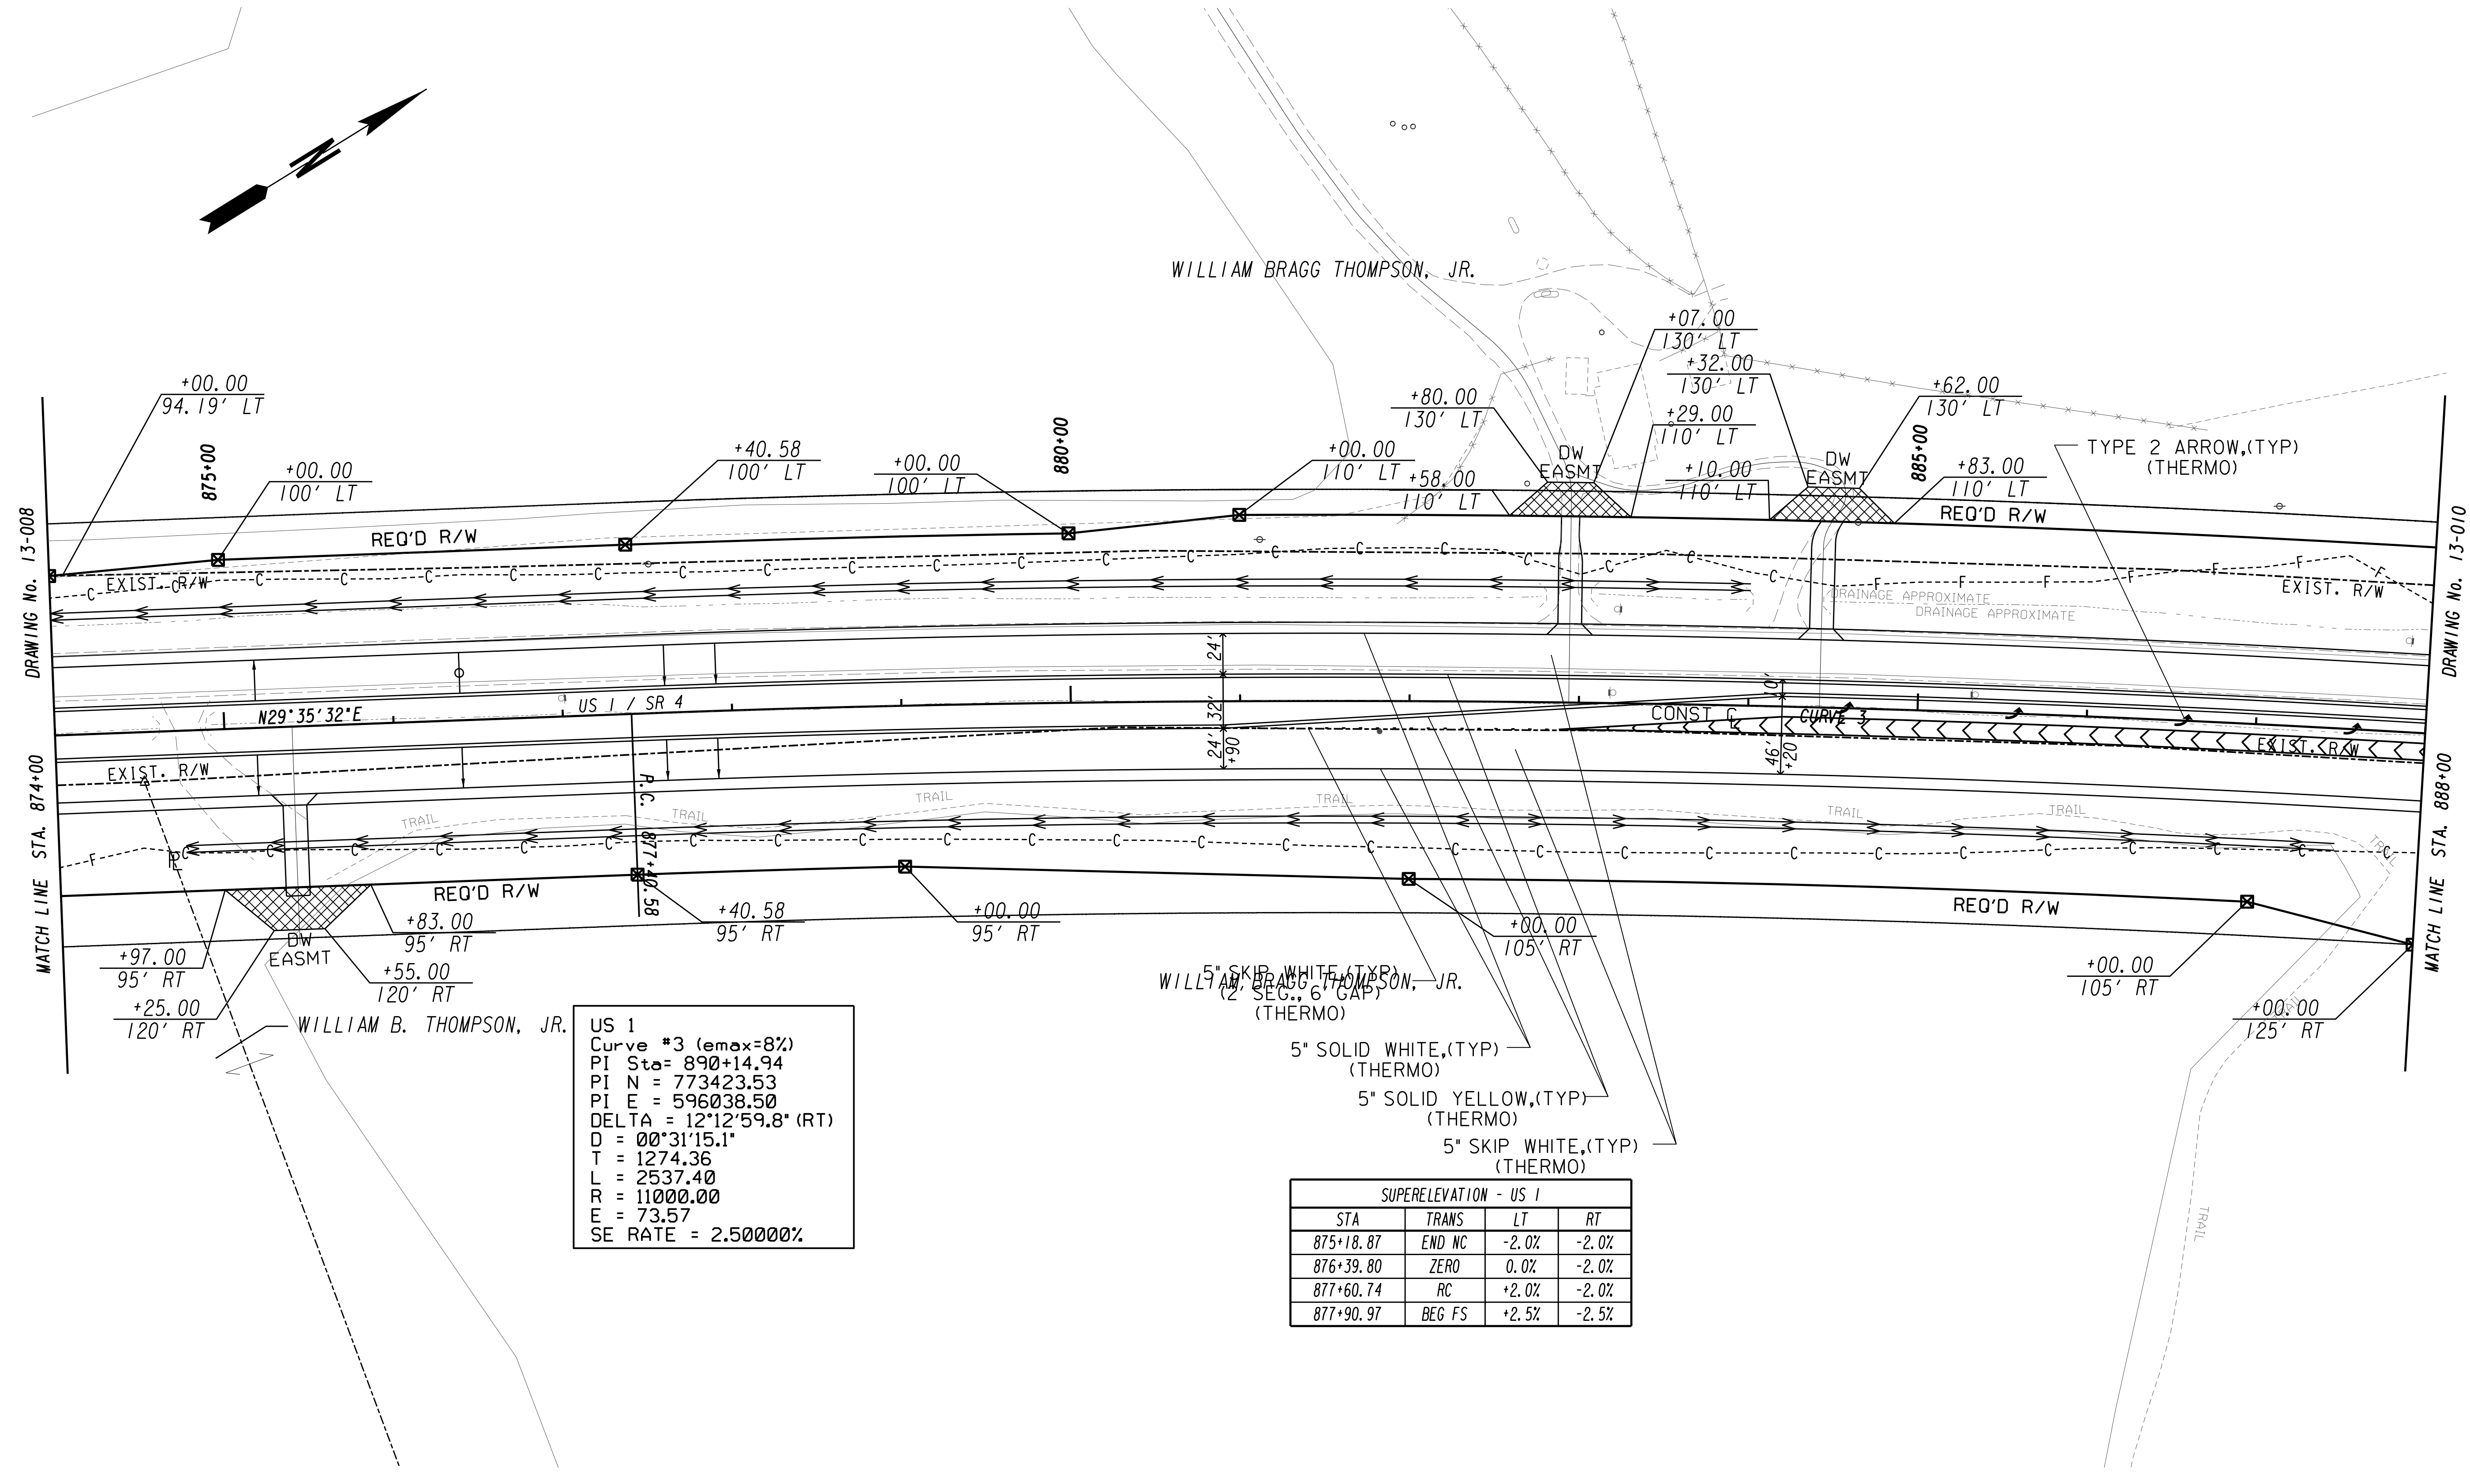 N
WILLIAM BRAGG THOMPSON, JR.
+00.00
94.19' LT
875+00
+00.00
100' LT
+40.58
100' LT
+00.00
100' LT
880+00
+00.00
110' LT
+80.00
130' LT
+58.00
110' LT
+07.00
130' LT
+32.00
130' LT
+29.00
110' LT
+10.00
110' LT
+62.00
130' LT
885+00
+83.00
110' LT
DW
EASMT
DW
EASMT
TYPE 2 ARROW,(TYP)
(THERMO)
DRAWING No. 13-008
DRAWING No. 13-010
REQ'D R/W
REQ'D R/W
EXIST. R/W
EXIST. R/W
C C C C C C C C C C C C C C C C C C C C C F F F F F F F
DRAINAGE APPROXIMATE
DRAINAGE APPROXIMATE
24'
32'
24'
+90
10'
46'
+20
N29°35'32"E
US 1 / SR 4
CONST CL
CURVE 3
EXIST. R/W
EXIST. R/W
P.C. 877+40.58
TRAIL
TRAIL
TRAIL
TRAIL
TRAIL
TRAIL
TRAIL
TRAIL
TRAIL
F PL C C C C C C C C C C C C C C C C C C C C C C C C C C C
MATCH LINE STA. 874+00
MATCH LINE STA. 888+00
REQ'D R/W
REQ'D R/W
+97.00
95' RT
+25.00
120' RT
DW
EASMT
+83.00
95' RT
+55.00
120' RT
+40.58
95' RT
+00.00
95' RT
+00.00
105' RT
+00.00
105' RT
+00.00
125' RT
WILLIAM B. THOMPSON, JR.
WILLIAM BRAGG THOMPSON, JR.
5" SKIP WHITE,(TYP)
(2' SEG., 6' GAP)
(THERMO)
5" SOLID WHITE,(TYP)
(THERMO)
5" SOLID YELLOW,(TYP)
(THERMO)
5" SKIP WHITE,(TYP)
(THERMO)
US 1
Curve #3 (emax=8%)
PI Sta= 890+14.94
PI N = 773423.53
PI E = 596038.50
DELTA = 12°12'59.8" (RT)
D = 00°31'15.1"
T = 1274.36
L = 2537.40
R = 11000.00
E = 73.57
SE RATE = 2.50000%
SUPERELEVATION - US 1
STA TRANS LT RT
875+18.87 END NC -2.0% -2.0%
876+39.80 ZERO 0.0% -2.0%
877+60.74 RC +2.0% -2.0%
877+90.97 BEG FS +2.5% -2.5%